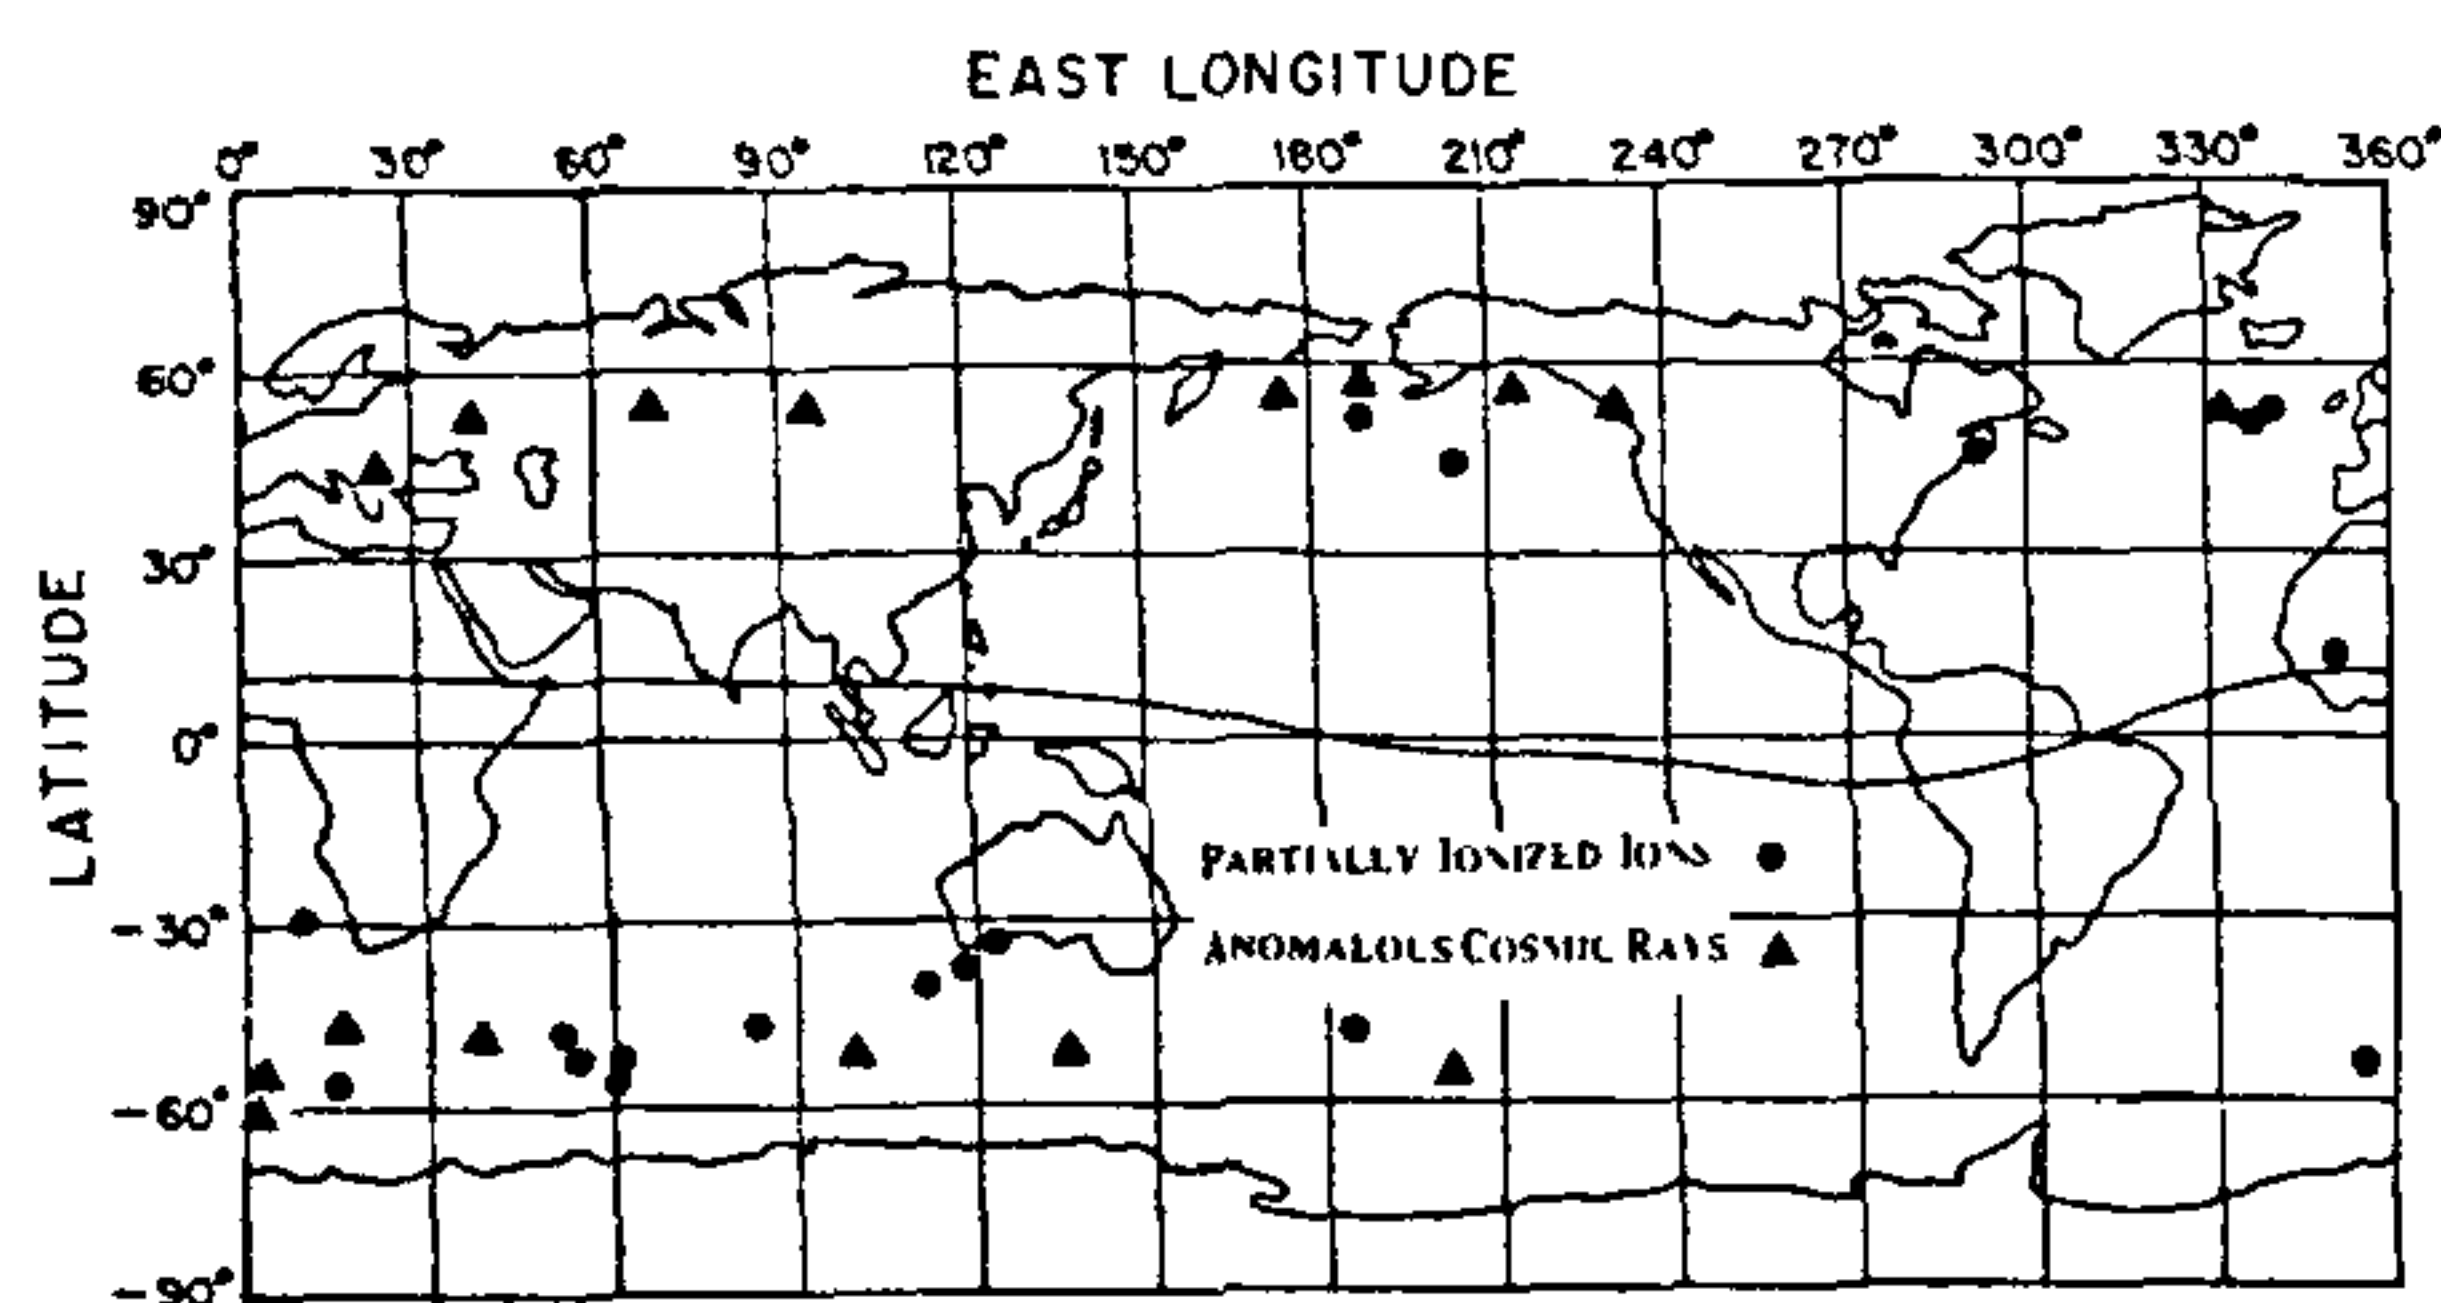 EAST LONGITUDE
0° 30° 60° 90° 120° 150° 180° 210° 240° 270° 300° 330° 360°
90°
60°
30°
LATITUDE
0°
PARTIALLY IONIZED IONS
-30°
ANOMALOUS COSMIC RAYS
-60°
-90°